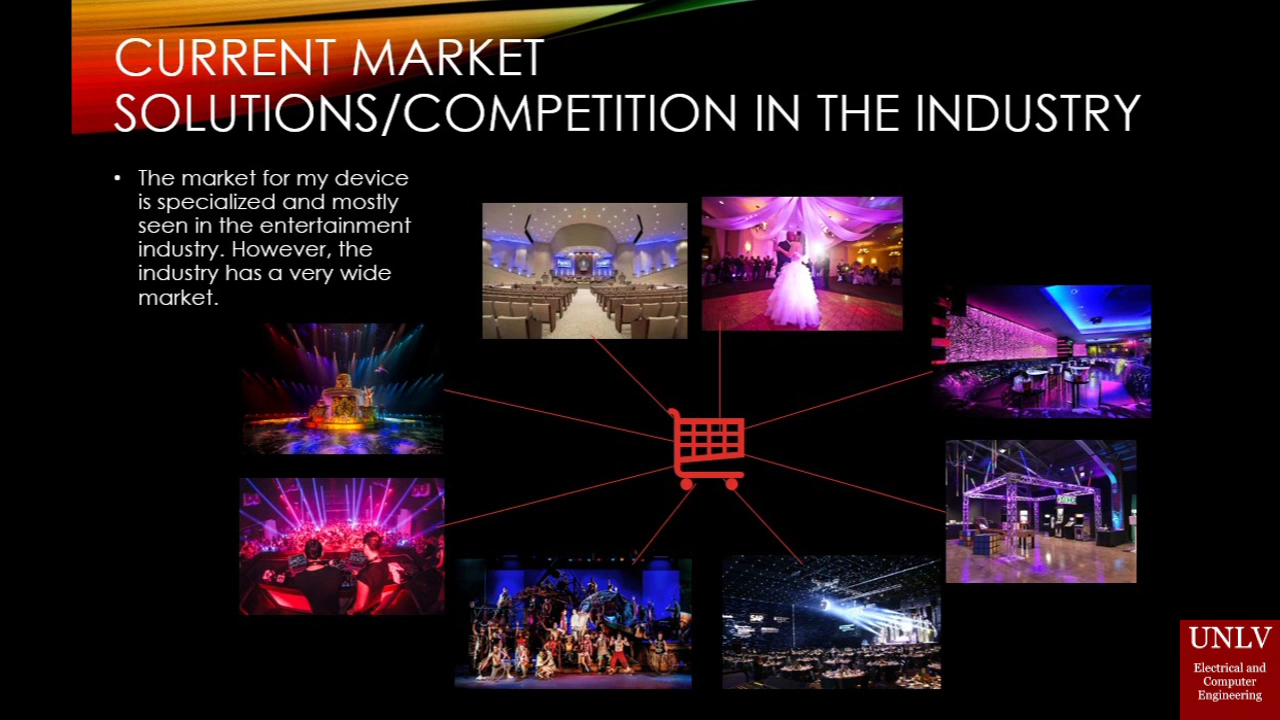 CURRENT MARKET
SOLUTIONS/COMPETITION IN THE INDUSTRY
• The market for my device
is specialized and mostly
seen in the entertainment
industry. However, the
industry has a very wide
market.
SAP
UNLV
Electrical and
Computer
Engineering